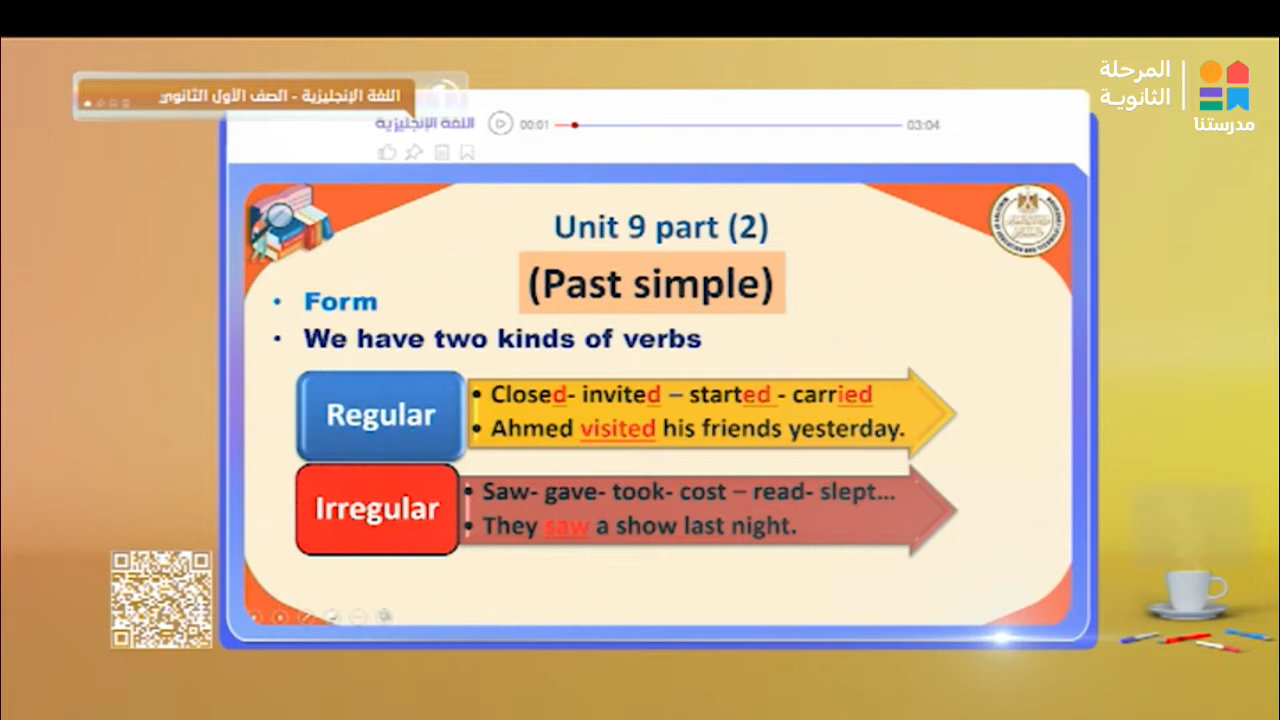 المرحلة
الثانوية
مدرستنا
اللغة الإنجليزية - الصف الأول الثانوي
اللغة الإنجليزية
00:01
03:04
Unit 9 part (2)
(Past simple)
• Form
• We have two kinds of verbs
Regular
• Closed- invited – started - carried
• Ahmed visited his friends yesterday.
Irregular
• Saw- gave- took- cost – read- slept...
• They saw a show last night.